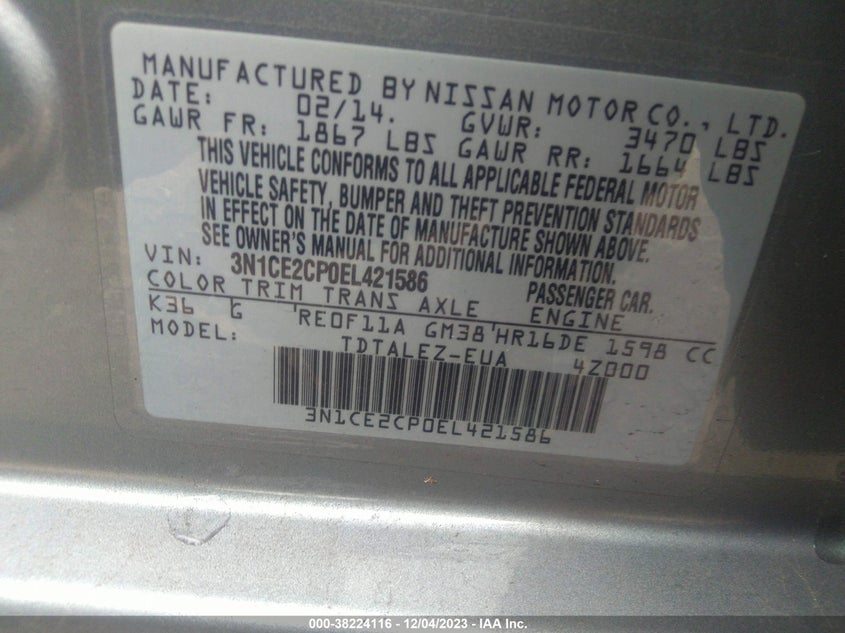 MANUFACTURED BY NISSAN MOTOR CO., LTD.
DATE: 02/14. GVWR: 3470 LBS
GAWR FR: 1867 LBS GAWR RR: 1664 LBS
THIS VEHICLE CONFORMS TO ALL APPLICABLE FEDERAL MOTOR
VEHICLE SAFETY, BUMPER AND THEFT PREVENTION STANDARDS
IN EFFECT ON THE DATE OF MANUFACTURE SHOWN ABOVE.
SEE OWNER'S MANUAL FOR ADDITIONAL INFORMATION.
VIN: 3N1CE2CP0EL421586 PASSENGER CAR.
COLOR TRIM TRANS AXLE ENGINE
K36 G 'RE0F11A GM38'HR16DE 1598 CC
MODEL: TDTALEZ-EUA 4Z000
3N1CE2CP0EL421586
000-38224116 - 12/04/2023 - IAA Inc.